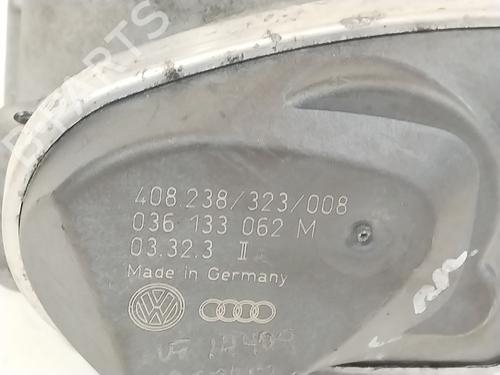 408.238/323/008
036 133 062 M
03.32.3 II
Made in Germany